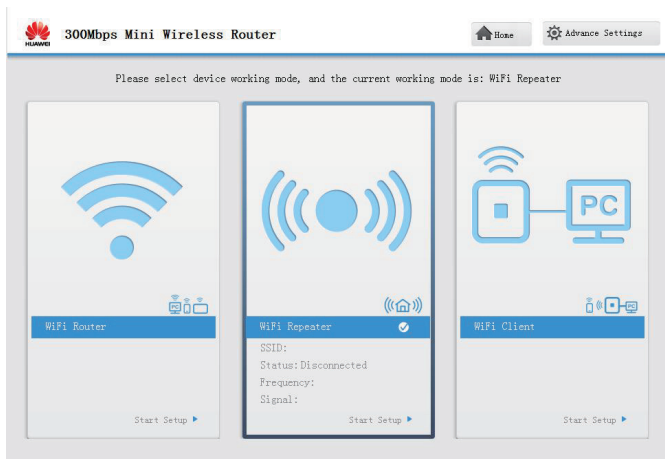 HUAWEI
300Mbps Mini Wireless Router
Home
Advance Settings
Please select device working mode, and the current working mode is: WiFi Repeater
PC
PC
WiFi Router
Start Setup
WiFi Repeater
SSID:
Status:Disconnected
Frequency:
Signal:
Start Setup
PC
WiFi Client
Start Setup